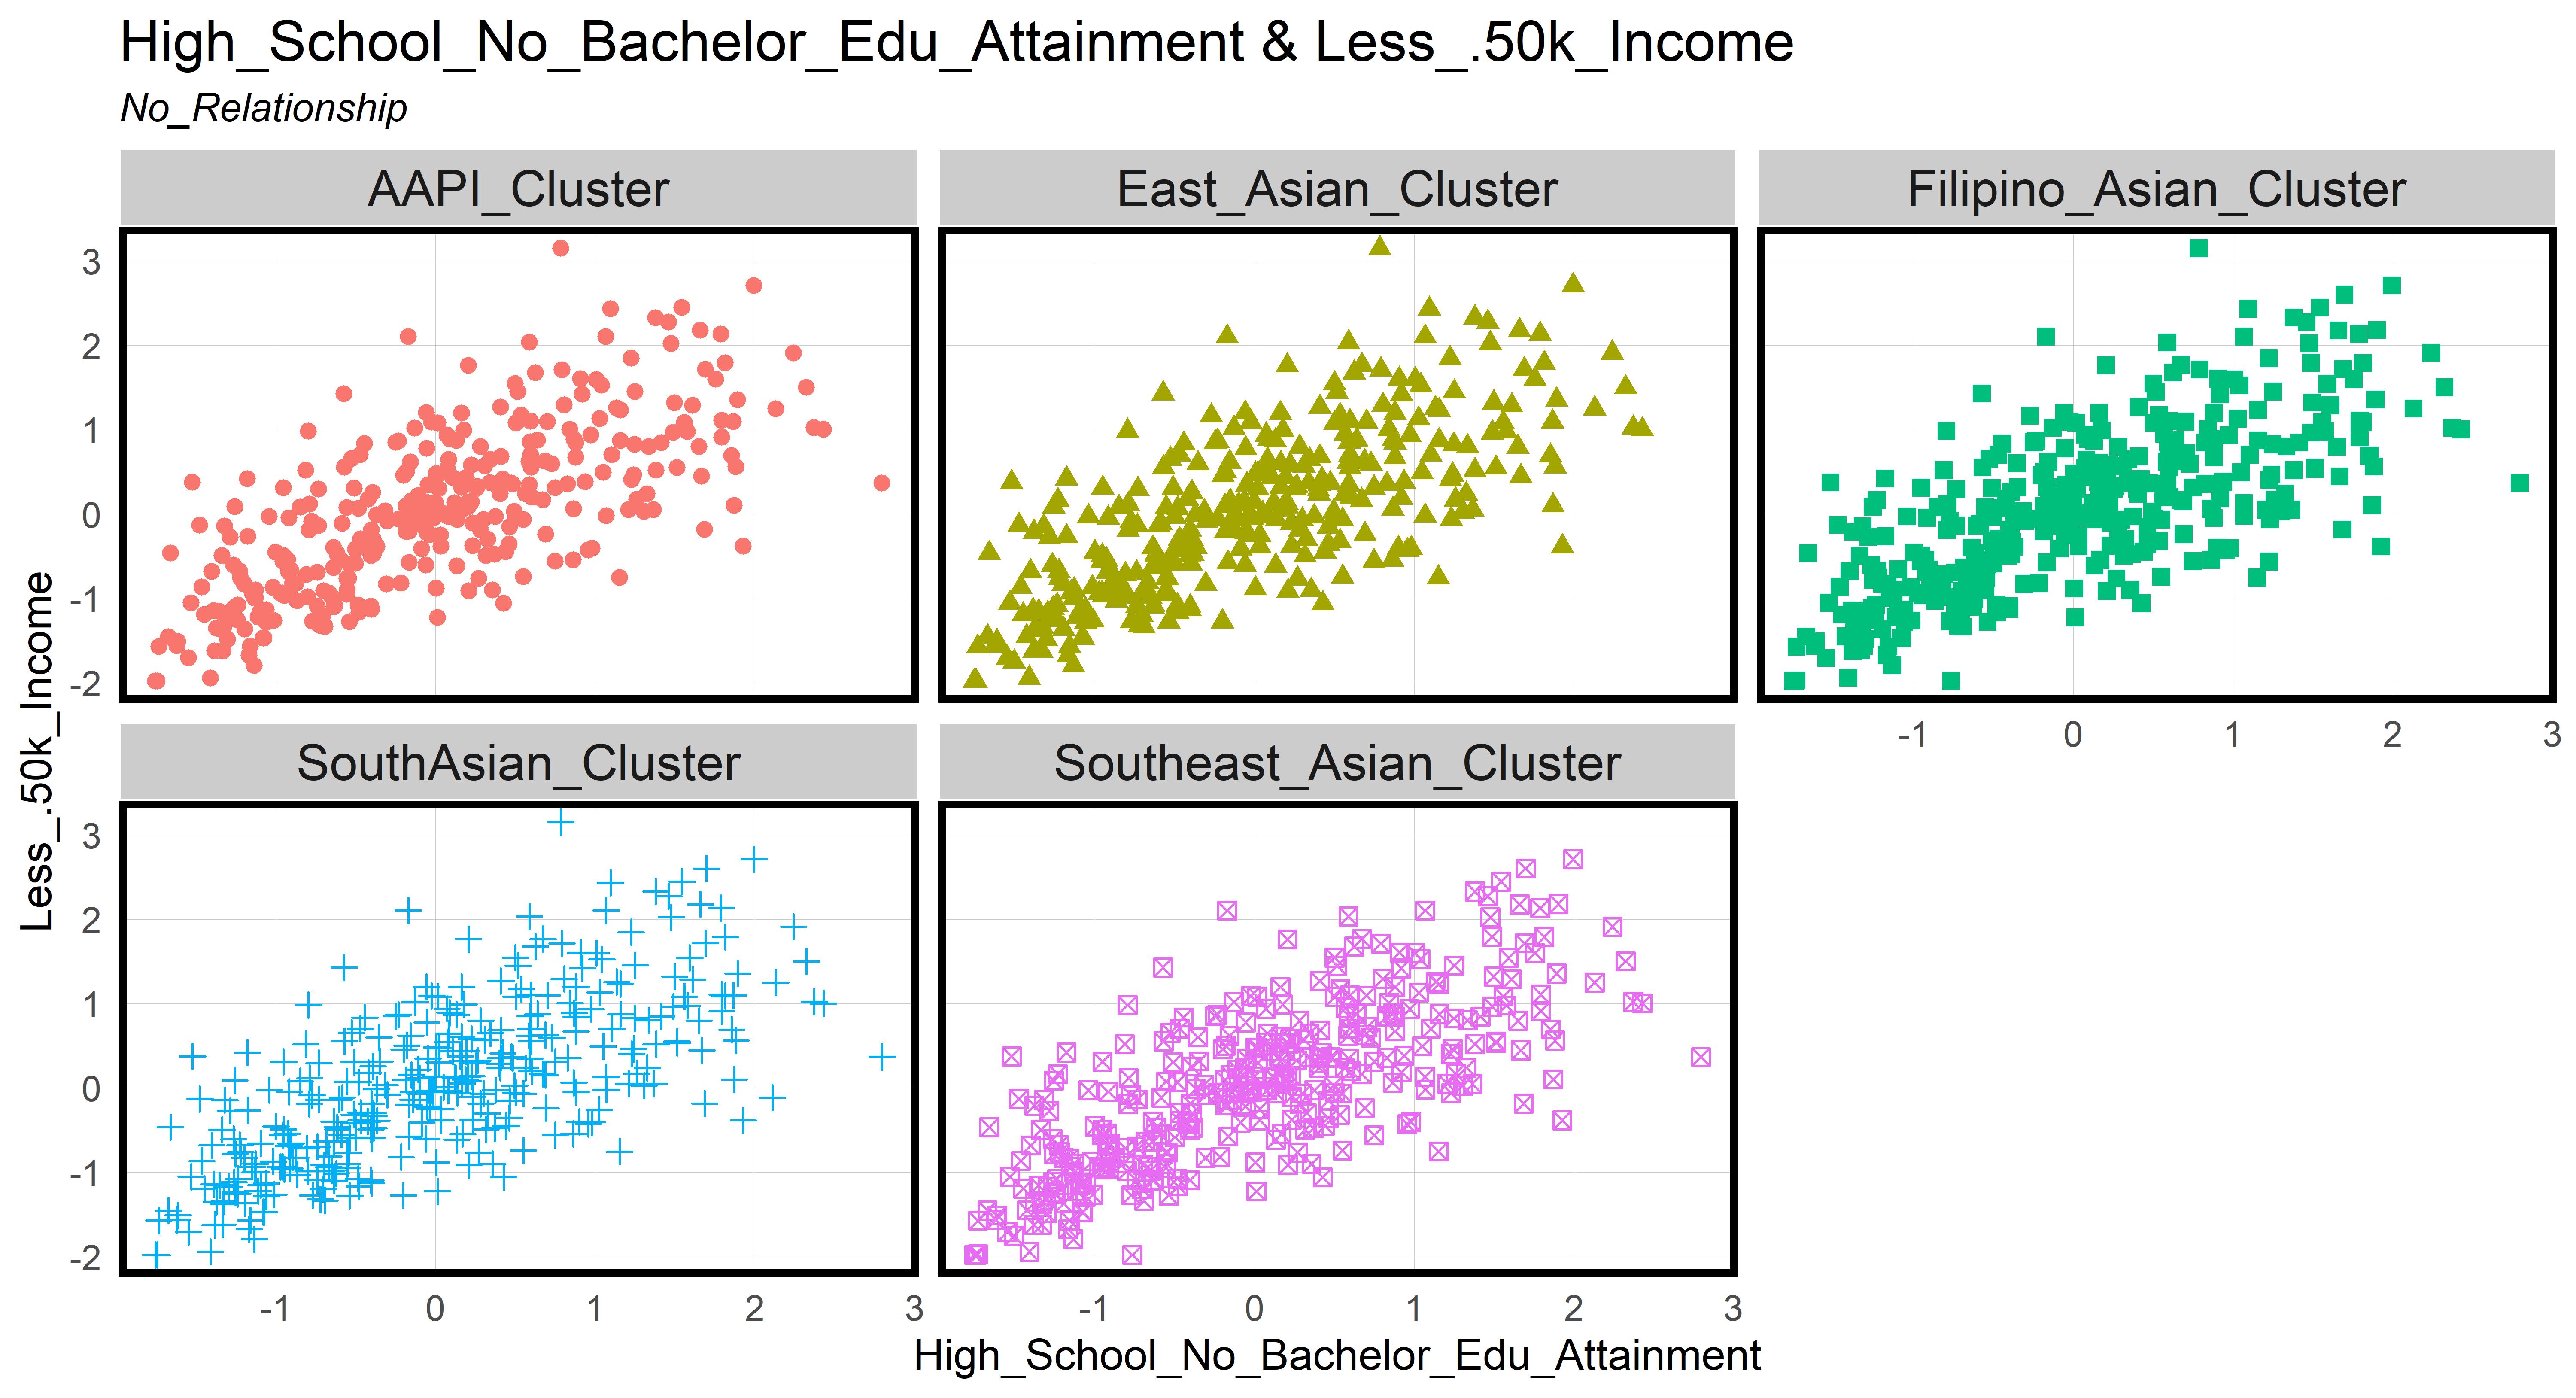 High_School_No_Bachelor_Edu_Attainment & Less_.50k_Income
No_Relationship
AAPI_Cluster
East_Asian_Cluster
Filipino_Asian_Cluster
3
2
1
0
-1
-2
-1 0 1 2 3
SouthAsian_Cluster
Southeast_Asian_Cluster
3
2
1
0
-1
-2
-1 0 1 2 3
-1 0 1 2 3
Less_.50k_Income
High_School_No_Bachelor_Edu_Attainment